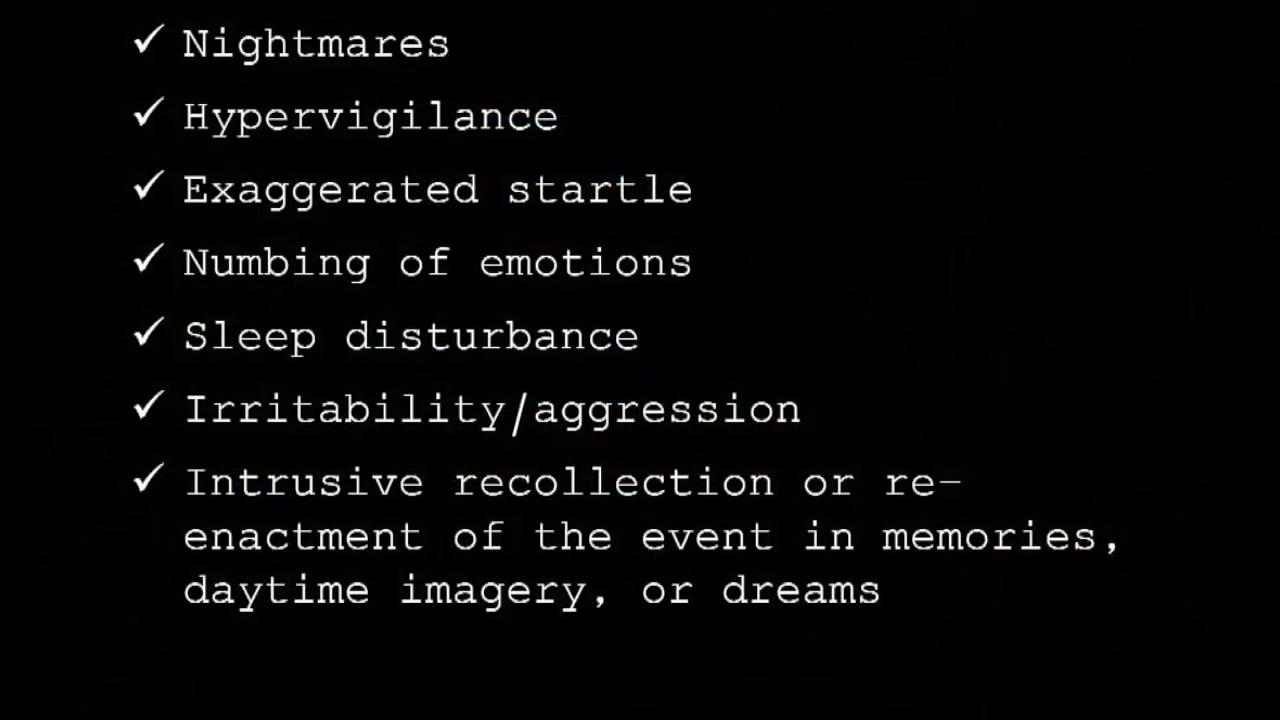 ✓ Nightmares
✓ Hypervigilance
✓ Exaggerated startle
✓ Numbing of emotions
✓ Sleep disturbance
✓ Irritability/aggression
✓ Intrusive recollection or re-
enactment of the event in memories,
daytime imagery, or dreams